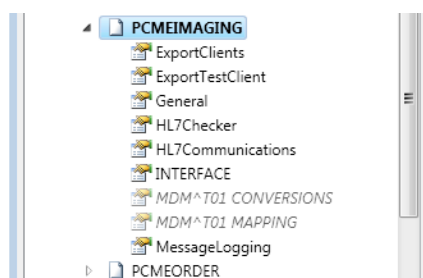 PCMEIMAGING
ExportClients
ExportTestClient
General
HL7Checker
HL7Communications
INTERFACE
MDM^T01 CONVERSIONS
MDM^T01 MAPPING
MessageLogging
PCMEORDER